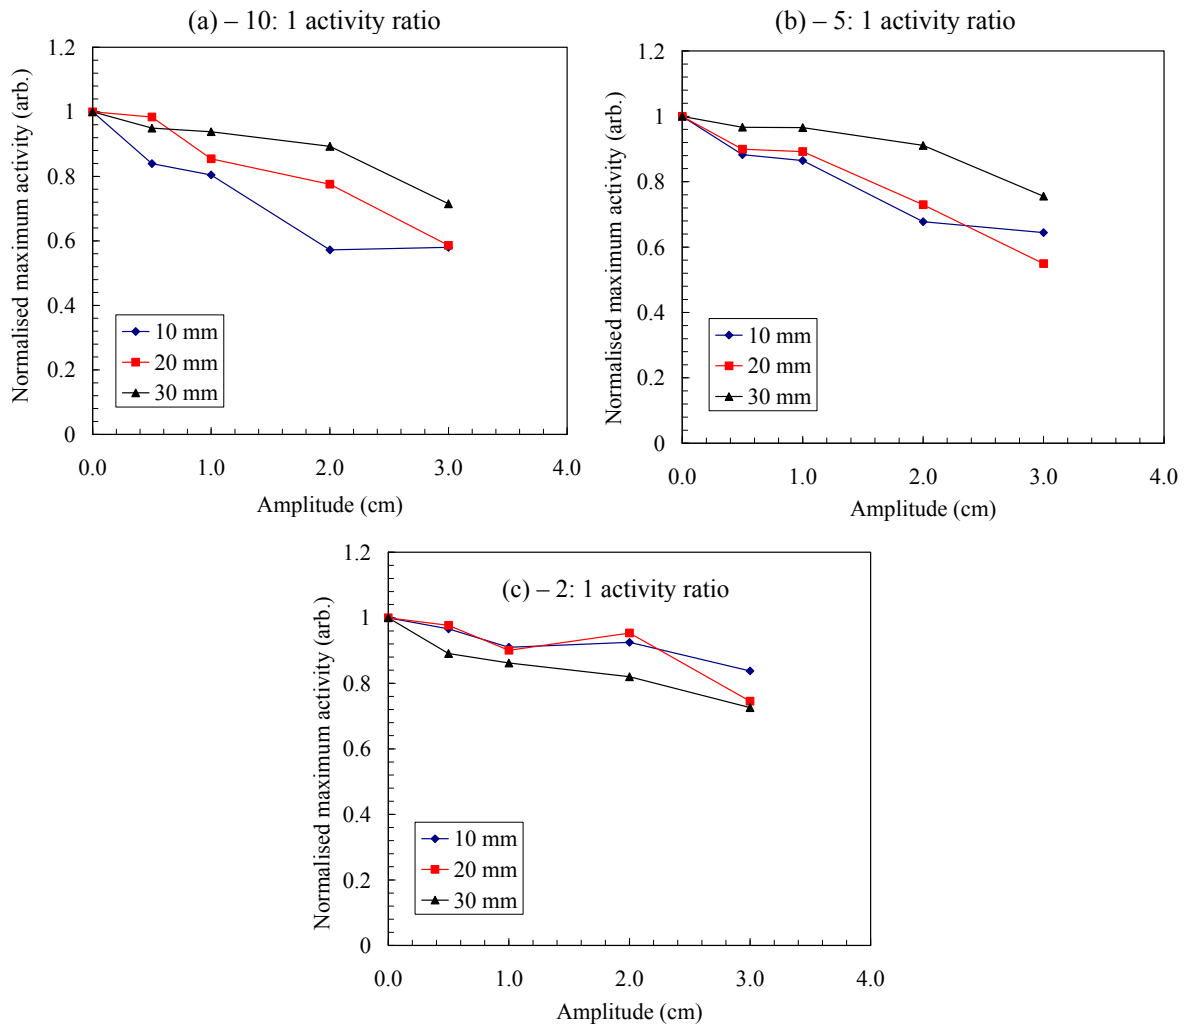 (a) – 10: 1 activity ratio
Normalised maximum activity (arb.)
1.2
1
0.8
0.6
0.4
0.2
0
10 mm
20 mm
30 mm
0.0 1.0 2.0 3.0 4.0
Amplitude (cm)
(b) – 5: 1 activity ratio
Normalised maximum activity (arb.)
1.2
1
0.8
0.6
0.4
0.2
0
10 mm
20 mm
30 mm
0.0 1.0 2.0 3.0 4.0
Amplitude (cm)
(c) – 2: 1 activity ratio
Normalised maximum activity (arb.)
1.2
1
0.8
0.6
0.4
0.2
0
10 mm
20 mm
30 mm
0.0 1.0 2.0 3.0 4.0
Amplitude (cm)